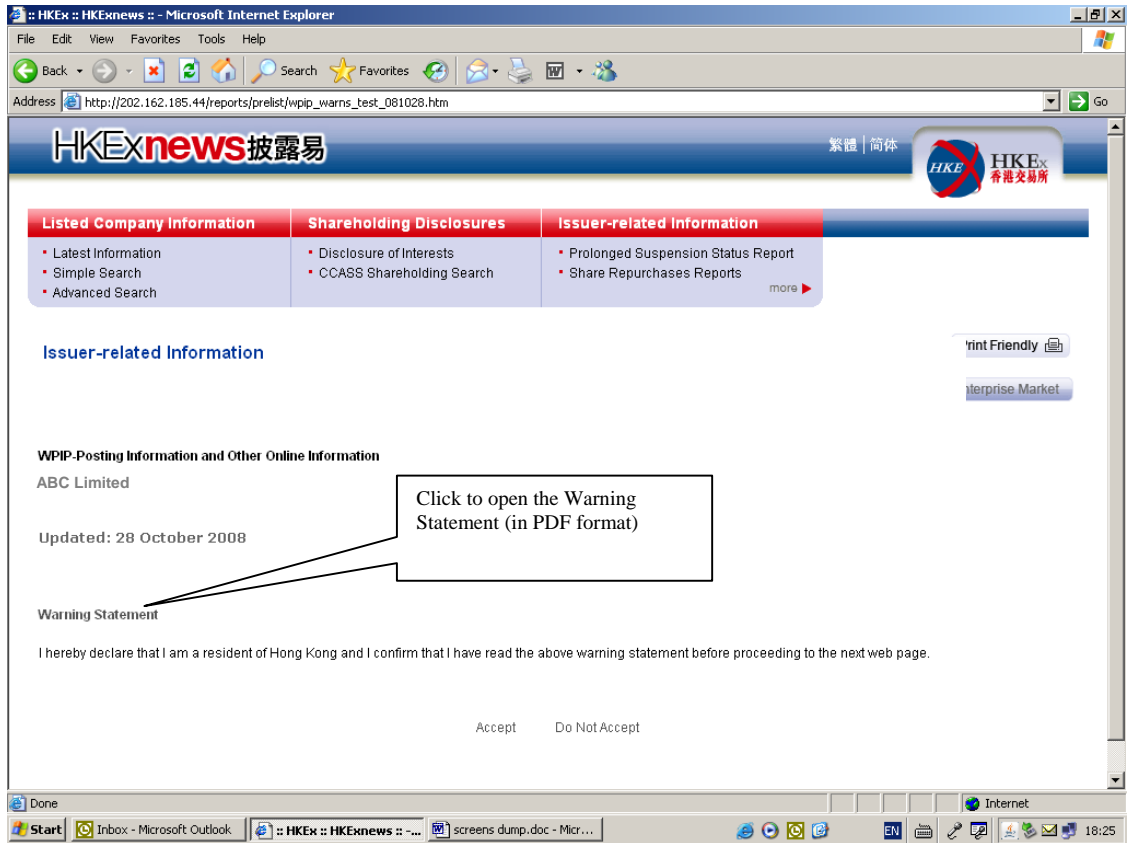 :: HKEx :: HKExnews :: - Microsoft Internet Explorer
File Edit View Favorites Tools Help
Back Search Favorites
Address http://202.162.185.44/reports/prelist/wpip_warns_test_081028.htm Go
HKExnews披露易
繁體 | 简体
HKE HKEx
香港交易所
Listed Company Information Shareholding Disclosures Issuer-related Information
Latest Information Disclosure of Interests Prolonged Suspension Status Report
Simple Search CCASS Shareholding Search Share Repurchases Reports
Advanced Search more
Issuer-related Information
rint Friendly
terprise Market
WPIP-Posting Information and Other Online Information
ABC Limited
Click to open the Warning
Statement (in PDF format)
Updated: 28 October 2008
Warning Statement
I hereby declare that I am a resident of Hong Kong and I confirm that I have read the above warning statement before proceeding to the next web page.
Accept Do Not Accept
Done Internet
Start Inbox - Microsoft Outlook :: HKEx :: HKExnews :: -... screens dump.doc - Micr... EN 18:25